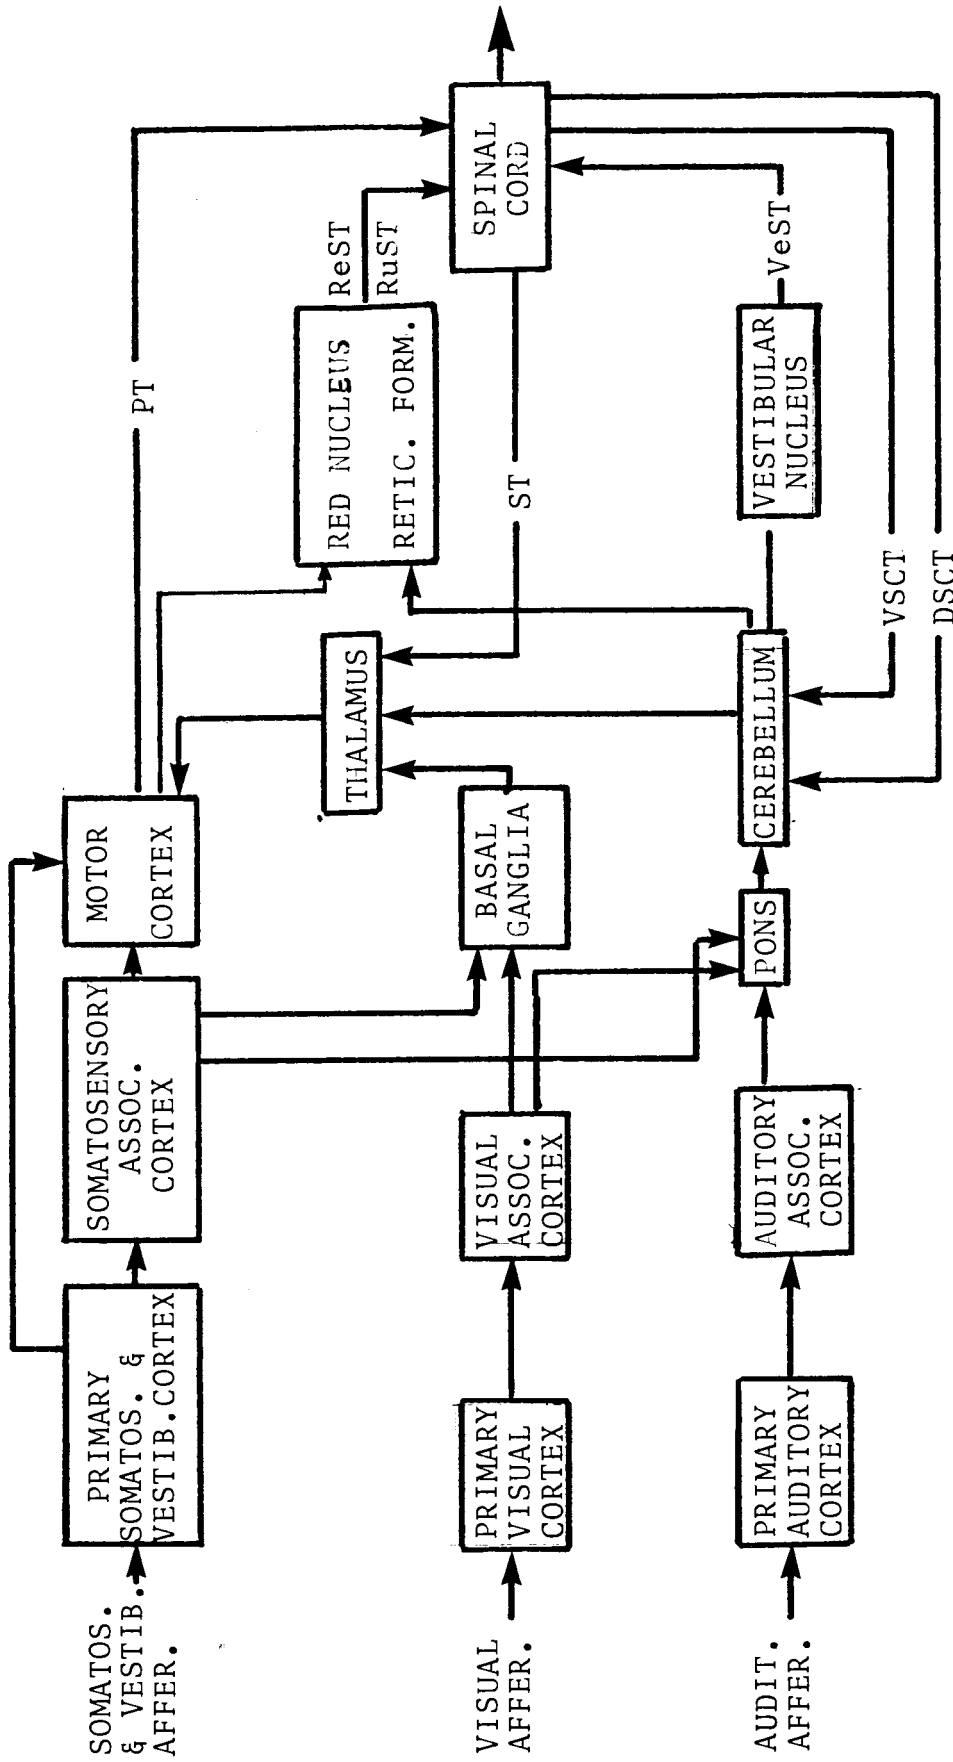 SOMATOS.
& VESTIB.
AFFER.
PRIMARY
SOMATOS. &
VESTIB.CORTEX
SOMATOSENSORY
ASSOC.
CORTEX
MOTOR
CORTEX
PT
VISUAL
AFFER.
PRIMARY
VISUAL
CORTEX
VISUAL
ASSOC.
CORTEX
BASAL
GANGLIA
THALAMUS
RED NUCLEUS
RETIC. FORM.
ReST
RuST
ST
SPINAL
CORD
AUDIT.
AFFER.
PRIMARY
AUDITORY
CORTEX
AUDITORY
ASSOC.
CORTEX
PONS
CEREBELLUM
VESTIBULAR
NUCLEUS
VeST
VSCT
DSCT